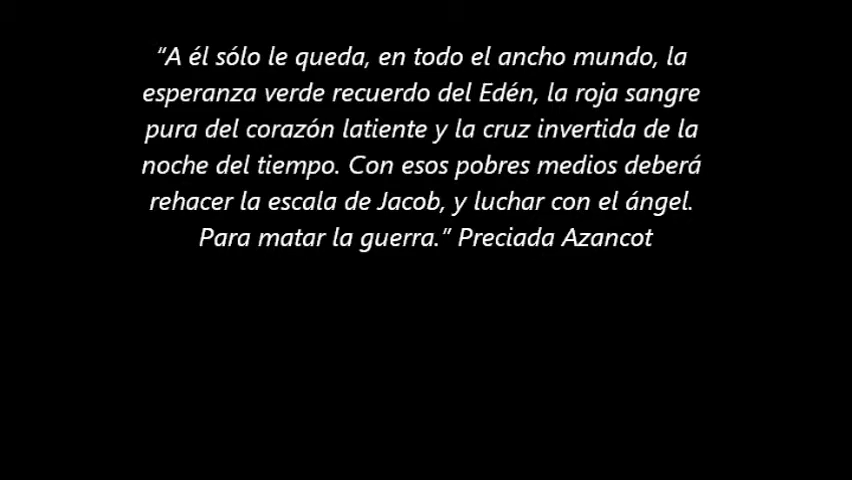 “A él sólo le queda, en todo el ancho mundo, la
esperanza verde recuerdo del Edén, la roja sangre
pura del corazón latiente y la cruz invertida de la
noche del tiempo. Con esos pobres medios deberá
rehacer la escala de Jacob, y luchar con el ángel.
Para matar la guerra.” Preciada Azancot